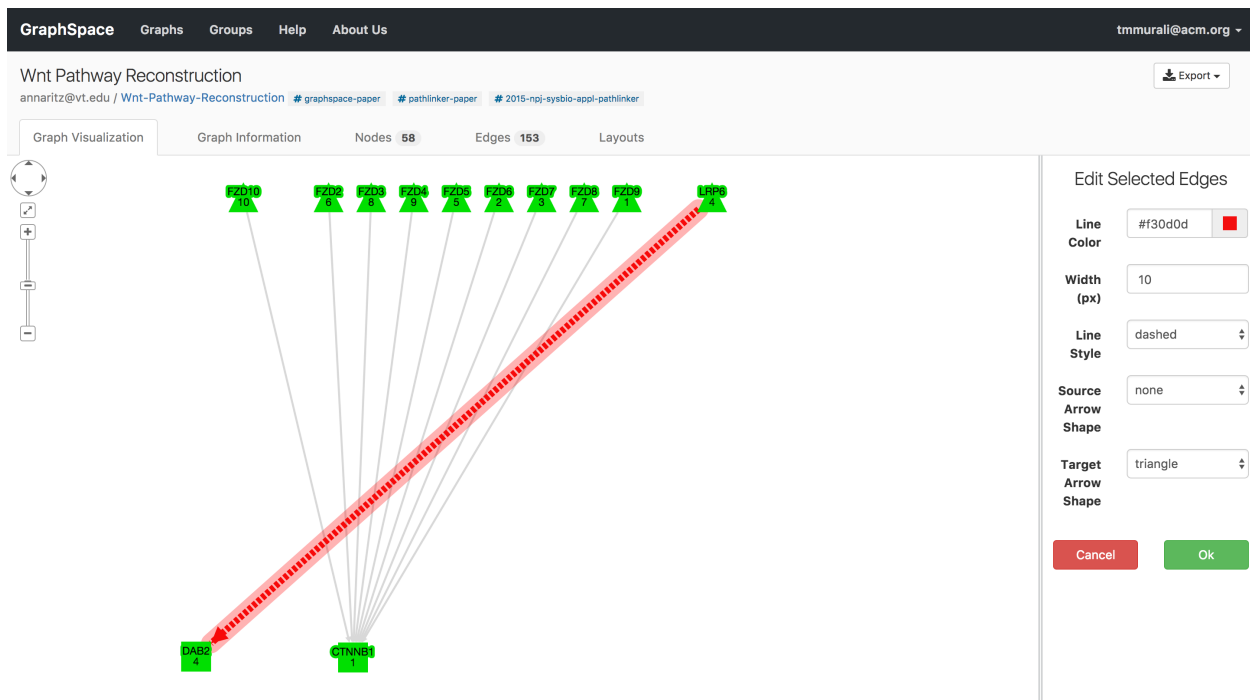 GraphSpace Graphs Groups Help About Us tmmurali@acm.org
Wnt Pathway Reconstruction
Export
annaritz@vt.edu / Wnt-Pathway-Reconstruction # graphspace-paper # pathlinker-paper # 2015-npj-sysbio-appl-pathlinker
Graph Visualization Graph Information Nodes 58 Edges 153 Layouts
FZD10 FZD2 FZD3 FZD4 FZD5 FZD6 FZD7 FZD8 FZD9 LRP6
10 6 8 9 5 2 3 7 1 4
DAB2 CTNNB1
4 1
Edit Selected Edges
Line
Color
#f30d0d
Width
(px)
10
Line
Style
dashed
Source
Arrow
Shape
none
Target
Arrow
Shape
triangle
Cancel Ok